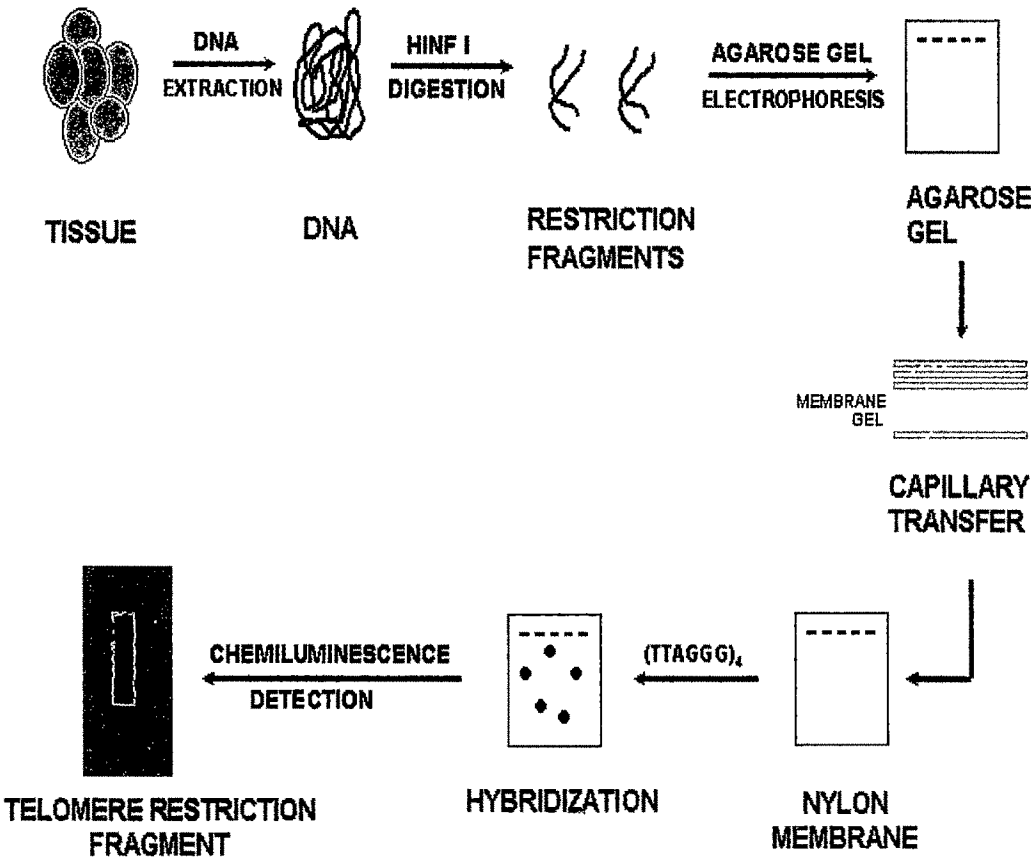 DNA
EXTRACTION
HINF I
DIGESTION
AGAROSE GEL
ELECTROPHORESIS
TISSUE
DNA
RESTRICTION
FRAGMENTS
AGAROSE
GEL
MEMBRANE
GEL
CAPILLARY
TRANSFER
(TTAGGG)4
CHEMILUMINESCENCE
DETECTION
NYLON
MEMBRANE
HYBRIDIZATION
TELOMERE RESTRICTION
FRAGMENT